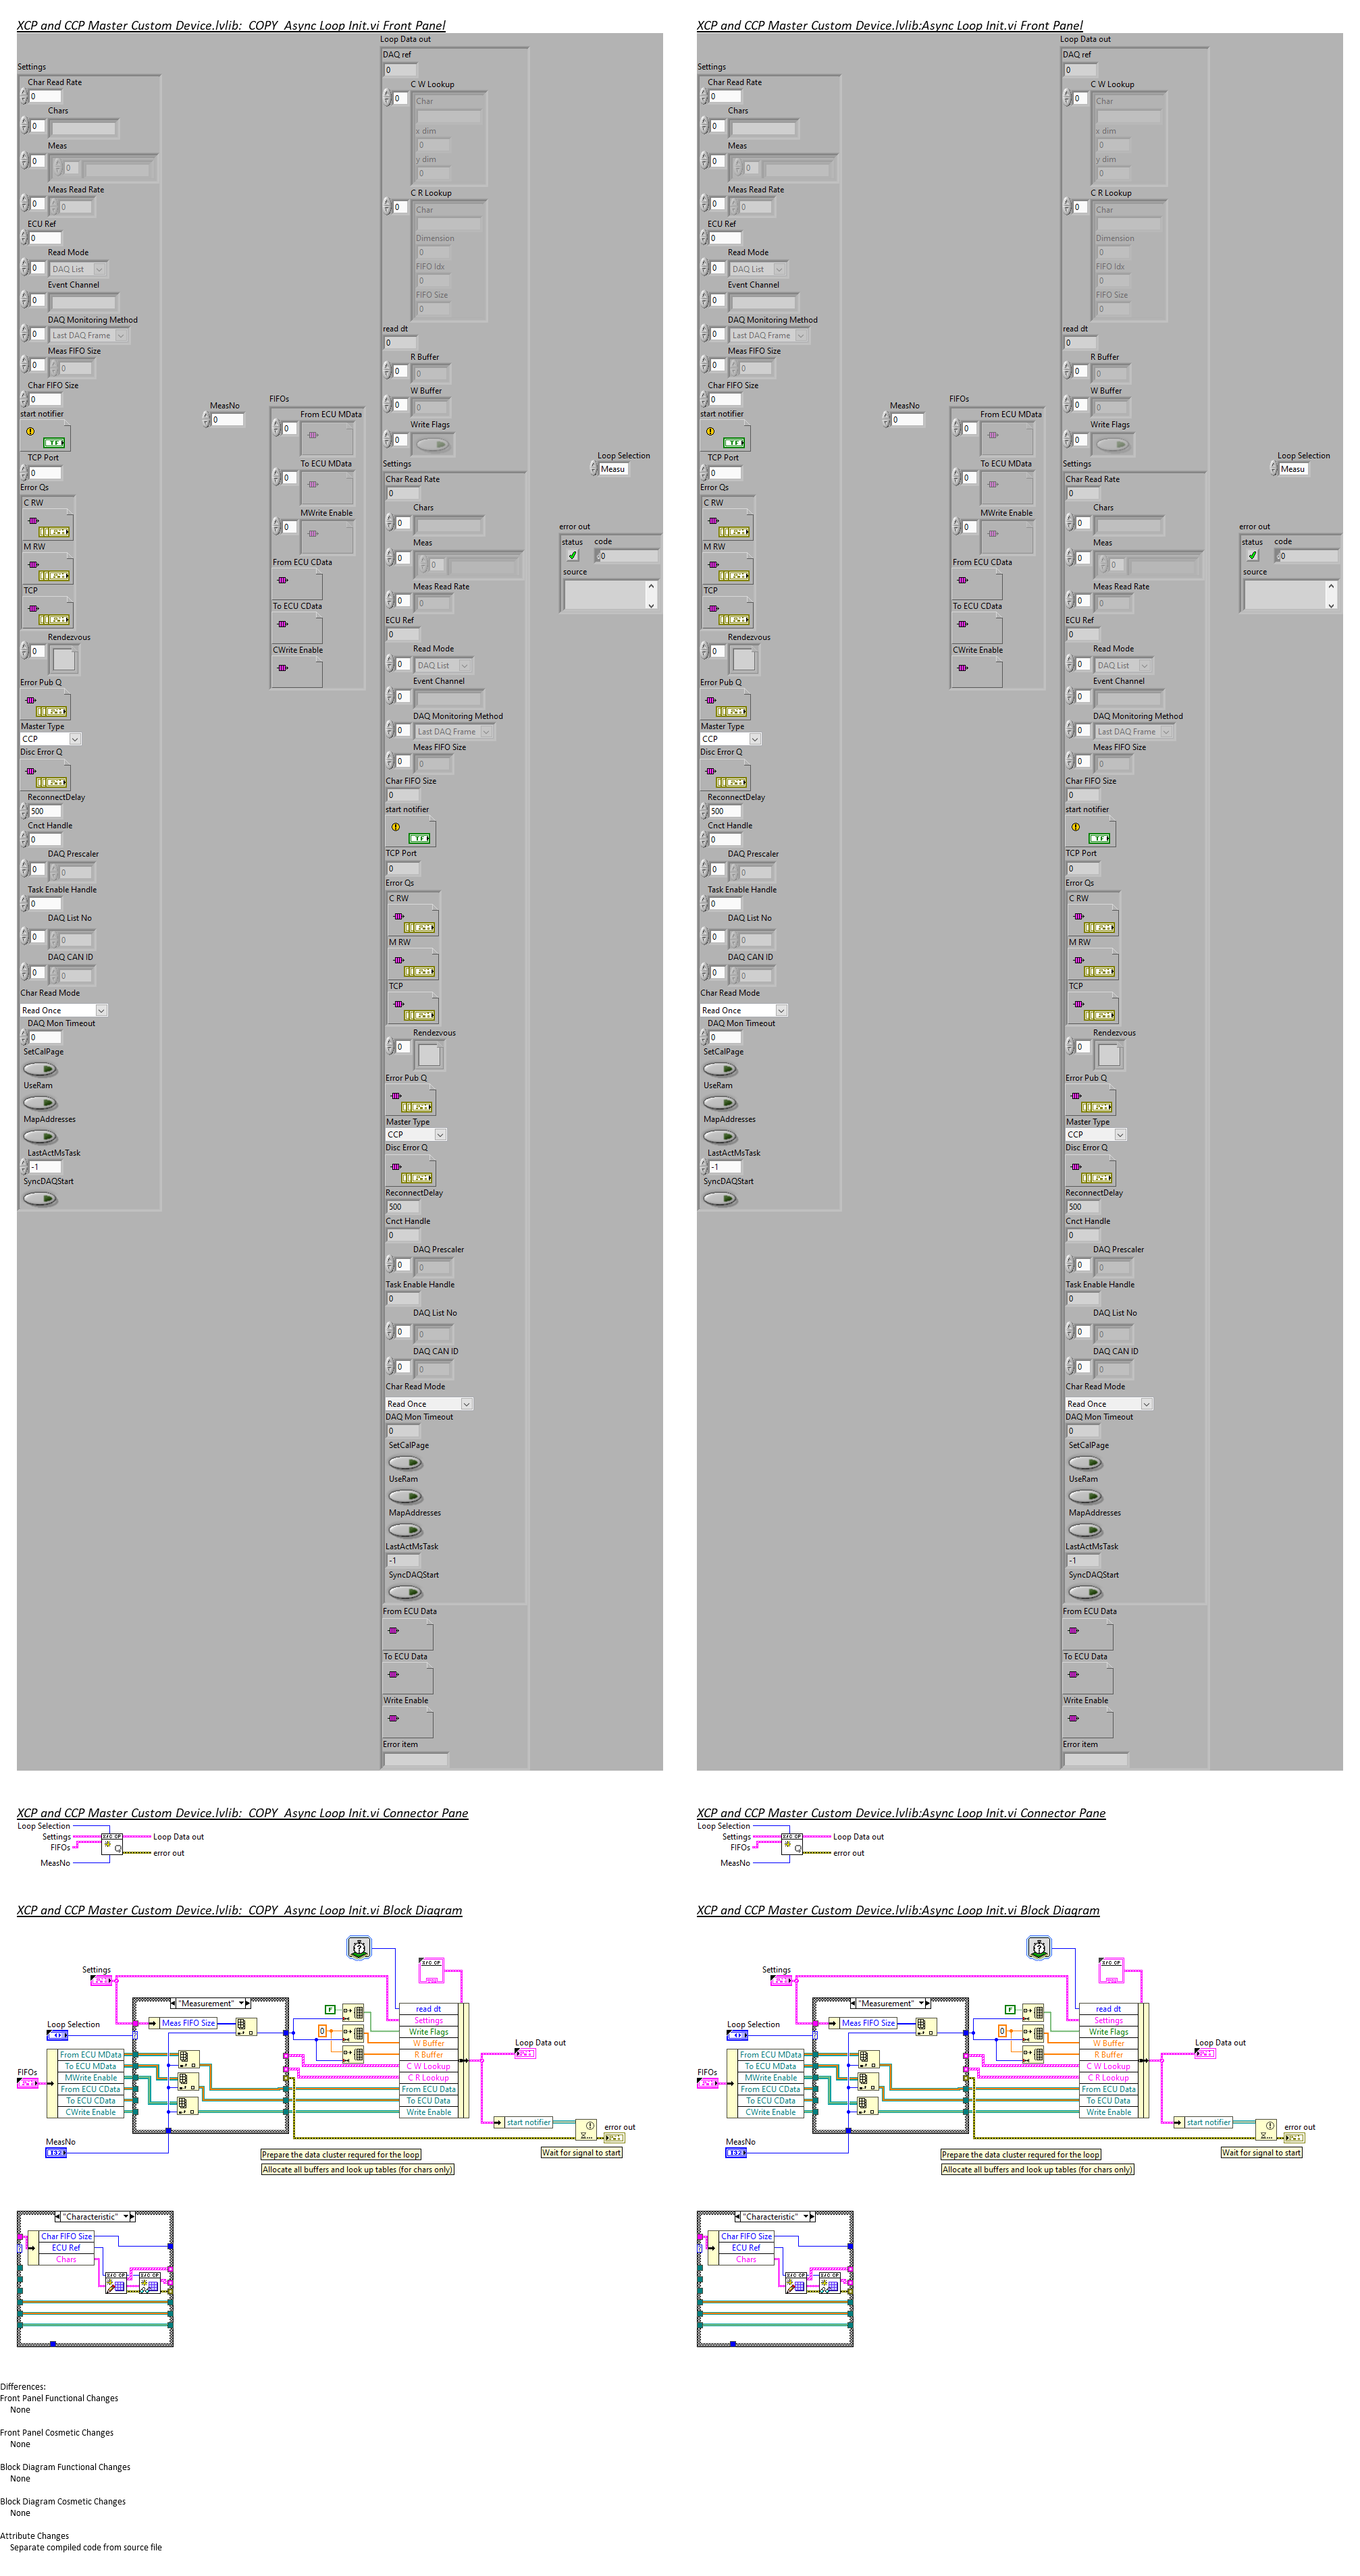 XCP and CCP Master Custom Device.lvlib:_COPY_Async Loop Init.vi Front Panel
Loop Data out
DAQ ref
0
Settings
Char Read Rate
0
Chars
0
Meas
0
0
Meas Read Rate
0
0
ECU Ref
0
Read Mode
0
DAQ List
Event Channel
0
DAQ Monitoring Method
0
Last DAQ Frame
Meas FIFO Size
0
0
Char FIFO Size
0
start notifier
TF
TCP Port
0
Error Qs
C RW
M RW
TCP
Rendezvous
0
Error Pub Q
Master Type
CCP
Disc Error Q
ReconnectDelay
500
Cnct Handle
0
DAQ Prescaler
0
0
Task Enable Handle
0
DAQ List No
0
0
DAQ CAN ID
0
0
Char Read Mode
Read Once
DAQ Mon Timeout
0
SetCalPage
UseRam
MapAddresses
LastActMsTask
-1
SyncDAQStart
MeasNo
0
FIFOs
From ECU MData
0
To ECU MData
0
MWrite Enable
0
From ECU CData
To ECU CData
CWrite Enable
C W Lookup
0
Char
x dim
0
y dim
0
C R Lookup
0
Char
Dimension
0
FIFO Idx
0
FIFO Size
0
read dt
0
R Buffer
0
0
W Buffer
0
0
Write Flags
0
Settings
Char Read Rate
0
Chars
0
Meas
0
0
Meas Read Rate
0
0
ECU Ref
0
Read Mode
0
DAQ List
Event Channel
0
DAQ Monitoring Method
0
Last DAQ Frame
Meas FIFO Size
0
0
Char FIFO Size
0
start notifier
TF
TCP Port
0
Error Qs
C RW
M RW
TCP
Rendezvous
0
Error Pub Q
Master Type
CCP
Disc Error Q
ReconnectDelay
500
Cnct Handle
0
DAQ Prescaler
0
0
Task Enable Handle
0
DAQ List No
0
0
DAQ CAN ID
0
0
Char Read Mode
Read Once
DAQ Mon Timeout
0
SetCalPage
UseRam
MapAddresses
LastActMsTask
-1
SyncDAQStart
From ECU Data
To ECU Data
Write Enable
Error item
Loop Selection
Measu
error out
status
code
0
source
XCP and CCP Master Custom Device.lvlib:Async Loop Init.vi Front Panel
Loop Data out
DAQ ref
0
Settings
Char Read Rate
0
Chars
0
Meas
0
0
Meas Read Rate
0
0
ECU Ref
0
Read Mode
0
DAQ List
Event Channel
0
DAQ Monitoring Method
0
Last DAQ Frame
Meas FIFO Size
0
0
Char FIFO Size
0
start notifier
TF
TCP Port
0
Error Qs
C RW
M RW
TCP
Rendezvous
0
Error Pub Q
Master Type
CCP
Disc Error Q
ReconnectDelay
500
Cnct Handle
0
DAQ Prescaler
0
0
Task Enable Handle
0
DAQ List No
0
0
DAQ CAN ID
0
0
Char Read Mode
Read Once
DAQ Mon Timeout
0
SetCalPage
UseRam
MapAddresses
LastActMsTask
-1
SyncDAQStart
MeasNo
0
FIFOs
From ECU MData
0
To ECU MData
0
MWrite Enable
0
From ECU CData
To ECU CData
CWrite Enable
C W Lookup
0
Char
x dim
0
y dim
0
C R Lookup
0
Char
Dimension
0
FIFO Idx
0
FIFO Size
0
read dt
0
R Buffer
0
0
W Buffer
0
0
Write Flags
0
Settings
Char Read Rate
0
Chars
0
Meas
0
0
Meas Read Rate
0
0
ECU Ref
0
Read Mode
0
DAQ List
Event Channel
0
DAQ Monitoring Method
0
Last DAQ Frame
Meas FIFO Size
0
0
Char FIFO Size
0
start notifier
TF
TCP Port
0
Error Qs
C RW
M RW
TCP
Rendezvous
0
Error Pub Q
Master Type
CCP
Disc Error Q
ReconnectDelay
500
Cnct Handle
0
DAQ Prescaler
0
0
Task Enable Handle
0
DAQ List No
0
0
DAQ CAN ID
0
0
Char Read Mode
Read Once
DAQ Mon Timeout
0
SetCalPage
UseRam
MapAddresses
LastActMsTask
-1
SyncDAQStart
From ECU Data
To ECU Data
Write Enable
Error item
Loop Selection
Measu
error out
status
code
0
source
XCP and CCP Master Custom Device.lvlib:_COPY_Async Loop Init.vi Connector Pane
Loop Selection
Settings
FIFOs
MeasNo
Loop Data out
error out
XCP and CCP Master Custom Device.lvlib:Async Loop Init.vi Connector Pane
Loop Selection
Settings
FIFOs
MeasNo
Loop Data out
error out
XCP and CCP Master Custom Device.lvlib:_COPY_Async Loop Init.vi Block Diagram
Settings
"Measurement"
Meas FIFO Size
Loop Selection
FIFOs
From ECU MData
To ECU MData
MWrite Enable
From ECU CData
To ECU CData
CWrite Enable
MeasNo
I32
F
0
read dt
Settings
Write Flags
W Buffer
R Buffer
C W Lookup
C R Lookup
From ECU Data
To ECU Data
Write Enable
Loop Data out
start notifier
error out
Wait for signal to start
Prepare the data cluster requred for the loop
Allocate all buffers and look up tables (for chars only)
"Characteristic"
Char FIFO Size
ECU Ref
Chars
XCP and CCP Master Custom Device.lvlib:Async Loop Init.vi Block Diagram
Settings
"Measurement"
Meas FIFO Size
Loop Selection
FIFOs
From ECU MData
To ECU MData
MWrite Enable
From ECU CData
To ECU CData
CWrite Enable
MeasNo
I32
F
0
read dt
Settings
Write Flags
W Buffer
R Buffer
C W Lookup
C R Lookup
From ECU Data
To ECU Data
Write Enable
Loop Data out
start notifier
error out
Wait for signal to start
Prepare the data cluster requred for the loop
Allocate all buffers and look up tables (for chars only)
"Characteristic"
Char FIFO Size
ECU Ref
Chars
Differences:
Front Panel Functional Changes
None
Front Panel Cosmetic Changes
None
Block Diagram Functional Changes
None
Block Diagram Cosmetic Changes
None
Attribute Changes
Separate compiled code from source file